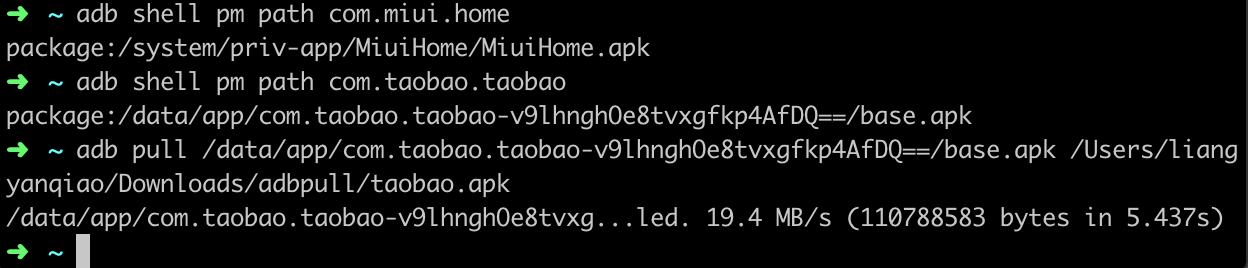 ➜ ~ adb shell pm path com.miui.home
package:/system/priv-app/MiuiHome/MiuiHome.apk
➜ ~ adb shell pm path com.taobao.taobao
package:/data/app/com.taobao.taobao-v9lhnghOe8tvxgfkp4AfDQ==/base.apk
➜ ~ adb pull /data/app/com.taobao.taobao-v9lhnghOe8tvxgfkp4AfDQ==/base.apk /Users/liang
yanqiao/Downloads/adbpull/taobao.apk
/data/app/com.taobao.taobao-v9lhnghOe8tvxg...led. 19.4 MB/s (110788583 bytes in 5.437s)
➜ ~